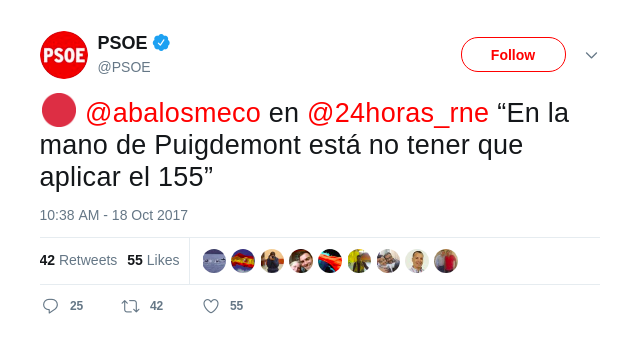 PSOE
PSOE
@PSOE
Follow
@abalosmeco en @24horas_rne “En la
mano de Puigdemont está no tener que
aplicar el 155”
10:38 AM - 18 Oct 2017
42 Retweets 55 Likes
25 42 55